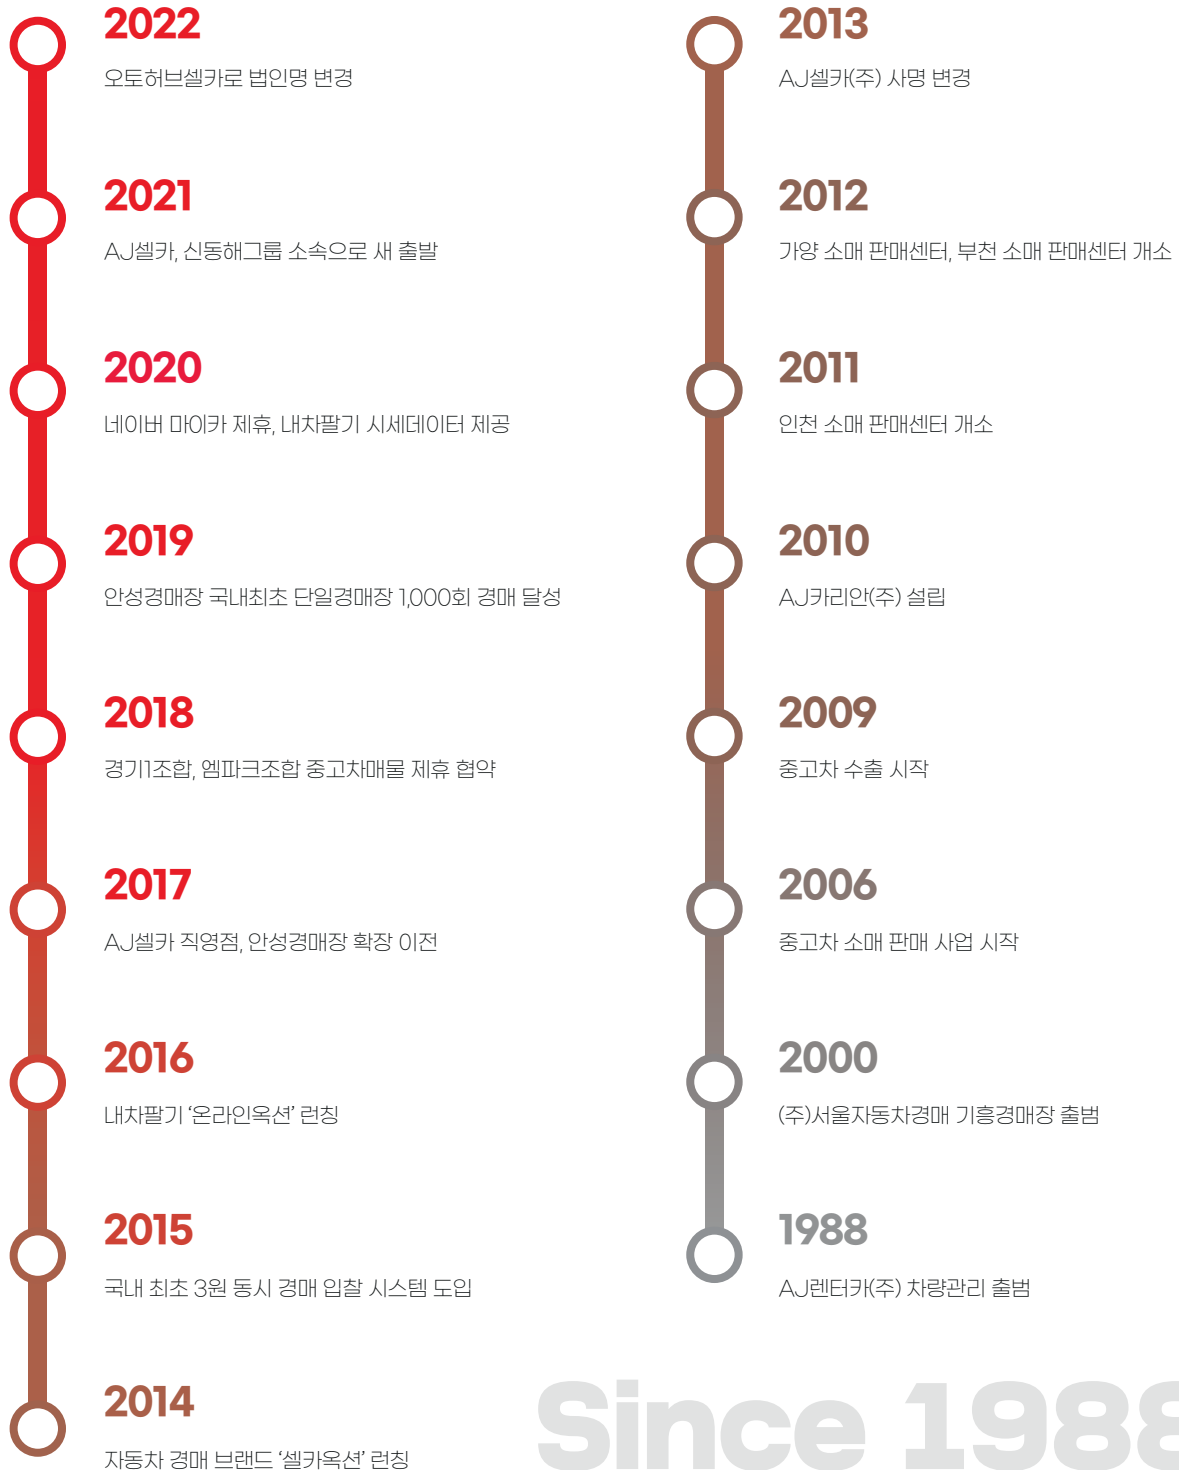 2022
오토허브셀카로 법인명 변경
2021
AJ셀카, 신동해그룹 소속으로 새 출발
2020
네이버 마이카 제휴, 내차팔기 시세데이터 제공
2019
안성경매장 국내최초 단일경매장 1,000회 경매 달성
2018
경기1조합, 엠파크조합 중고차매물 제휴 협약
2017
AJ셀카 직영점, 안성경매장 확장 이전
2016
내차팔기 ‘온라인옥션’ 런칭
2015
국내 최초 3원 동시 경매 입찰 시스템 도입
2014
자동차 경매 브랜드 ‘셀카옥션’ 런칭
2013
AJ셀카(주) 사명 변경
2012
가양 소매 판매센터, 부천 소매 판매센터 개소
2011
인천 소매 판매센터 개소
2010
AJ카리안(주) 설립
2009
중고차 수출 시작
2006
중고차 소매 판매 사업 시작
2000
(주)서울자동차경매 기흥경매장 출범
1988
AJ렌터카(주) 차량관리 출범
Since 1988